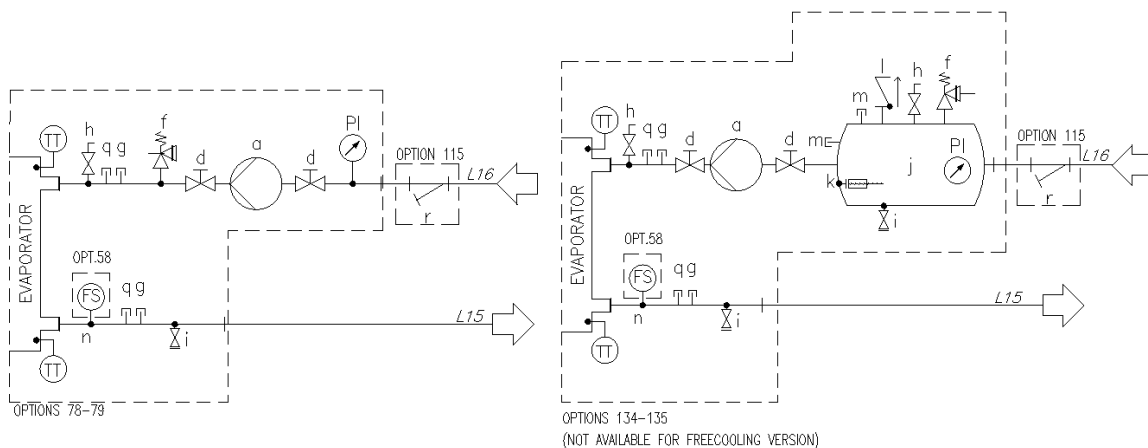 TT
h
q g
f
d
a
d
PI
OPTION 115
L16
r
EVAPORATOR
OPT.58
FS
q g
n
i
L15
TT
OPTIONS 78-79
TT
h
q g
d
a
d
m
m
l
h
f
PI
j
k
i
OPTION 115
L16
r
EVAPORATOR
OPT.58
FS
q g
n
i
L15
TT
OPTIONS 134-135
(NOT AVAILABLE FOR FREECOOLING VERSION)